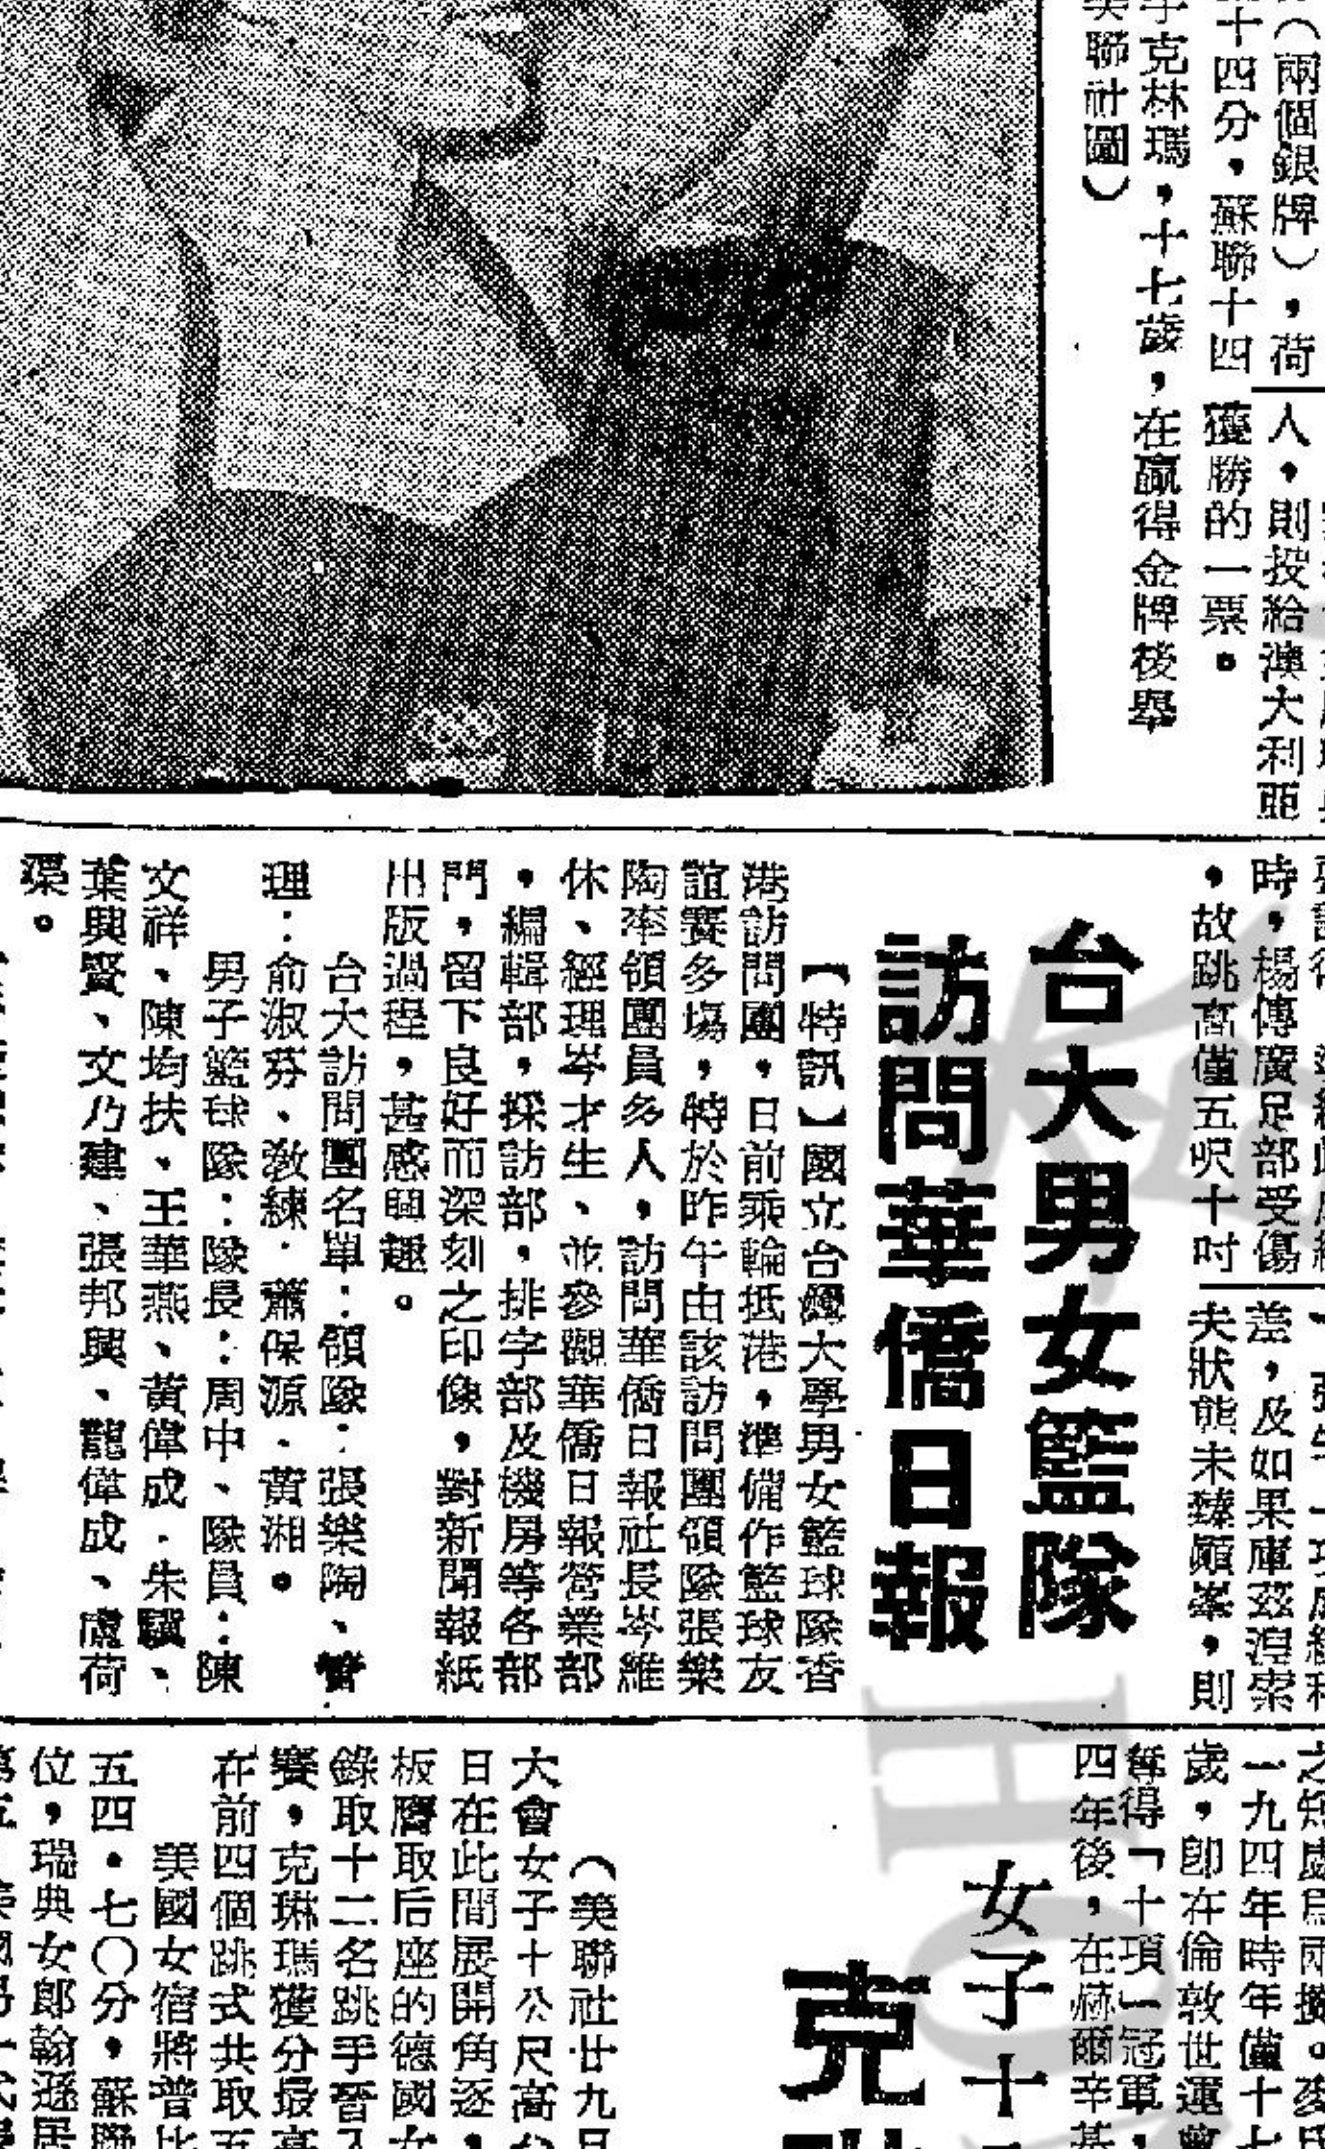 （兩個銀牌），荷
十四分，蘇聯十四
克林瑪，十七歲，在贏得金牌後舉
美聯社圖）
人，則投給澳大利亞
獲勝的一票。
時，楊傳廣足部受傷
，故跳高僅五呎十吋
差，及如果庫茲湼索
夫狀態未臻顛峯，則
台大男女籃隊
訪問華僑日報
【特訊】國立台灣大學男女籃球隊香
港訪問團，日前乘輪抵港，準備作籃球友
誼賽多塲，特於昨午由該訪問團領隊張樂
陶率領團員多人，訪問華僑日報社長岑維
休、經理岑才生、並參觀華僑日報營業部
，編輯部，採訪部，排字部及機房等各部
門，留下良好而深刻之印像，對新聞報紙
出版過程，甚感興趣。
台大訪問團名單：領隊：張樂陶、管
理：俞淑芬、敎練．蕭保源．黃湘。
男子籃球隊：隊長：周中、隊員：陳
文祥、陳均扶、王華燕、黃偉成．朱驥、
葉興賢、文乃建、張邦興、龍偉成、盧荷
渠。
一九四年時年僅十七
歲，卽在倫敦世運會
奪得「十項」冠軍，
四年後，在赫爾辛基
女子十
克
（美聯社廿九日
大會女子十公尺高台
日在此間展開角逐，
板膺取后座的德國女
錄取十二名跳手晉入
賽，克琳瑪獲分最高
在前四個跳式共取五
美國女宿將普比
五四．七〇分，蘇聯
位，瑞典女郎翰遜居